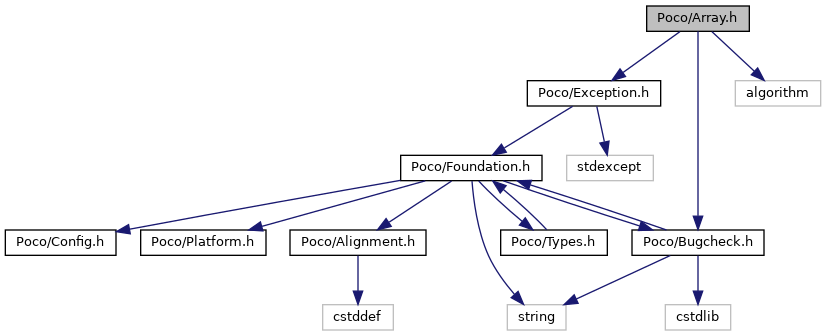 Poco/Array.h
Poco/Exception.h
algorithm
Poco/Foundation.h
stdexcept
Poco/Config.h
Poco/Platform.h
Poco/Alignment.h
Poco/Types.h
Poco/Bugcheck.h
cstddef
string
cstdlib